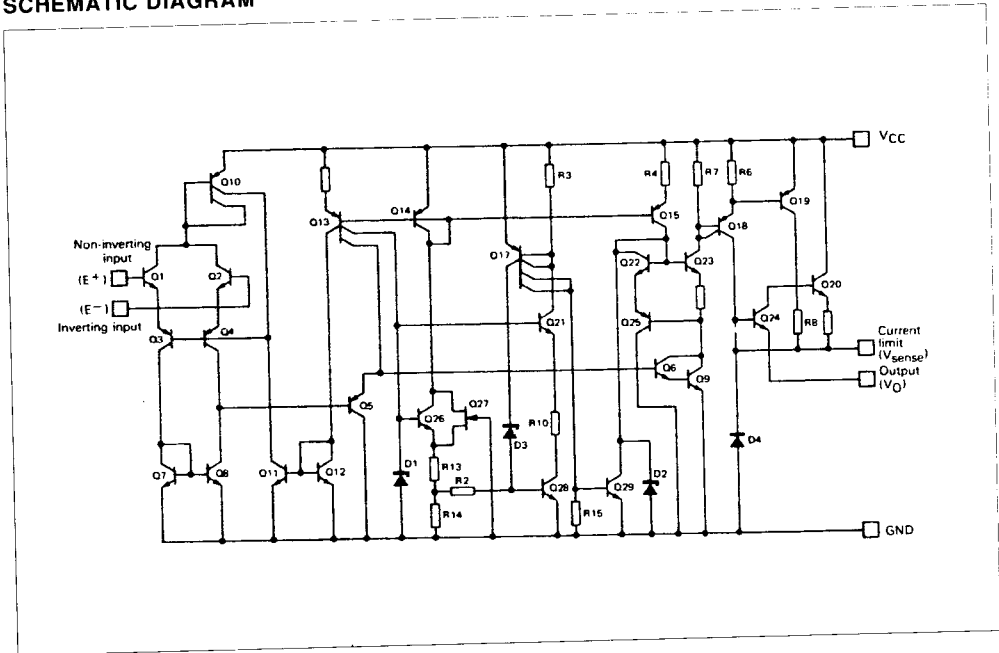 SCHEMATIC DIAGRAM
VCC
Q10
R3
R4
R7
R6
Q13
Q14
Q15
Q18
Q19
Non-inverting
input
(E+)
Q1
Q2
Q17
Q22
Q23
Q20
(E−)
Inverting input
Q3
Q4
Q21
Q25
Q24
R8
Current
limit
(Vsense)
Q6
Q9
Output
(VO)
Q5
Q26
Q27
R10
D3
D4
Q7
Q8
Q11
Q12
D1
R13
R2
R14
Q28
R15
Q29
D2
GND